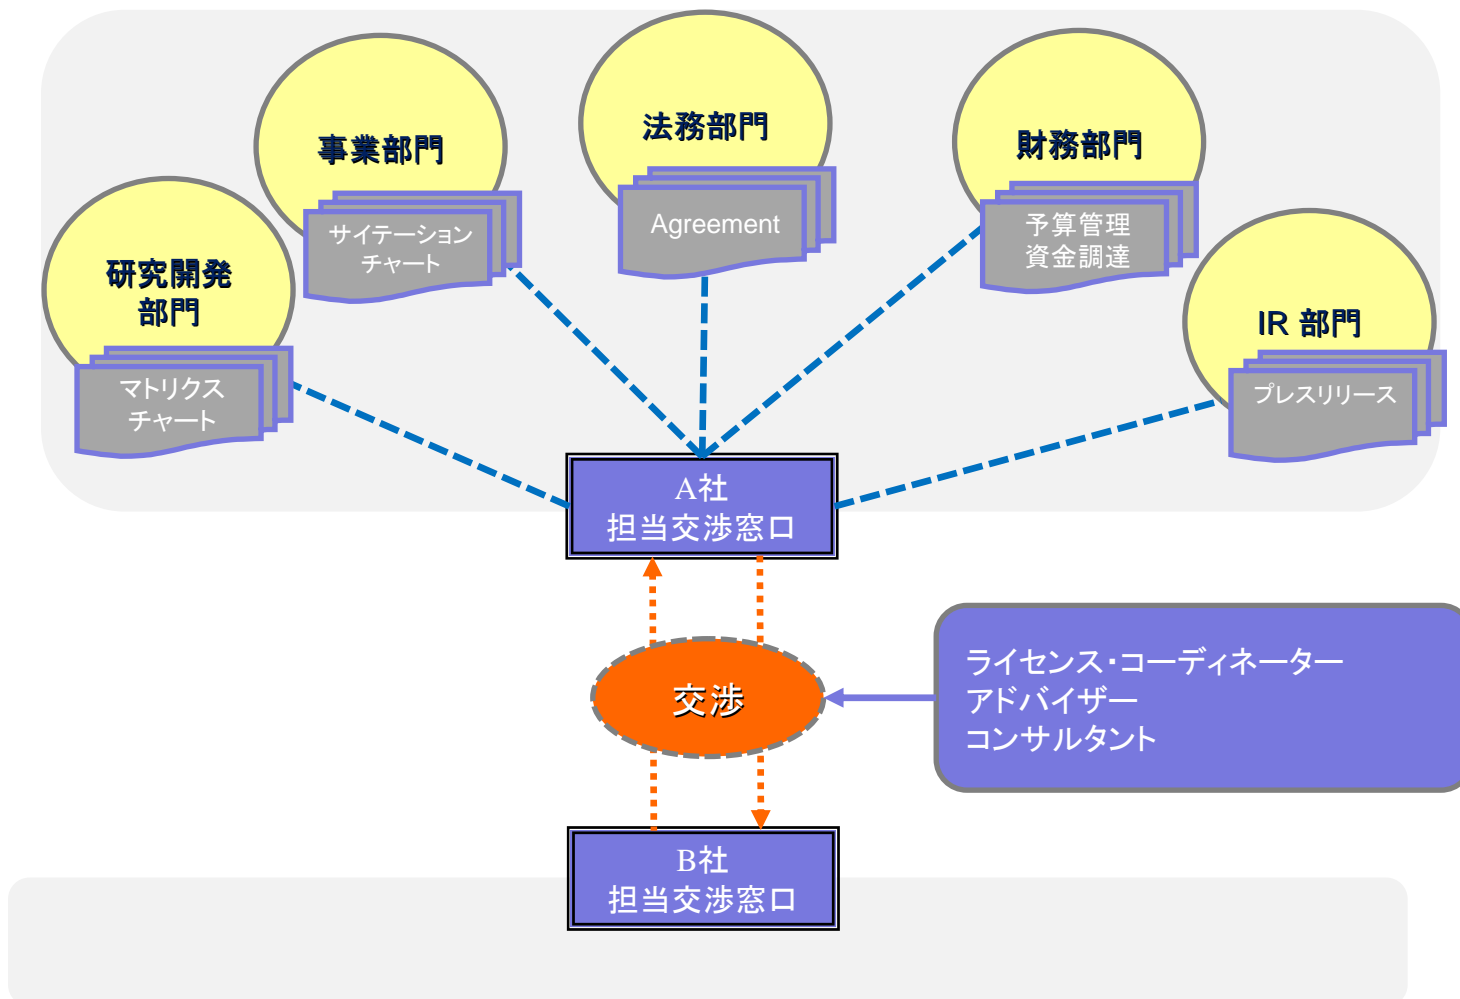 研究開発
部門
マトリクス
チャート
事業部門
サイテーション
チャート
法務部門
Agreement
財務部門
予算管理
資金調達
IR 部門
プレスリリース
A社
担当交渉窓口
交渉
ライセンス・コーディネーター
アドバイザー
コンサルタント
B社
担当交渉窓口